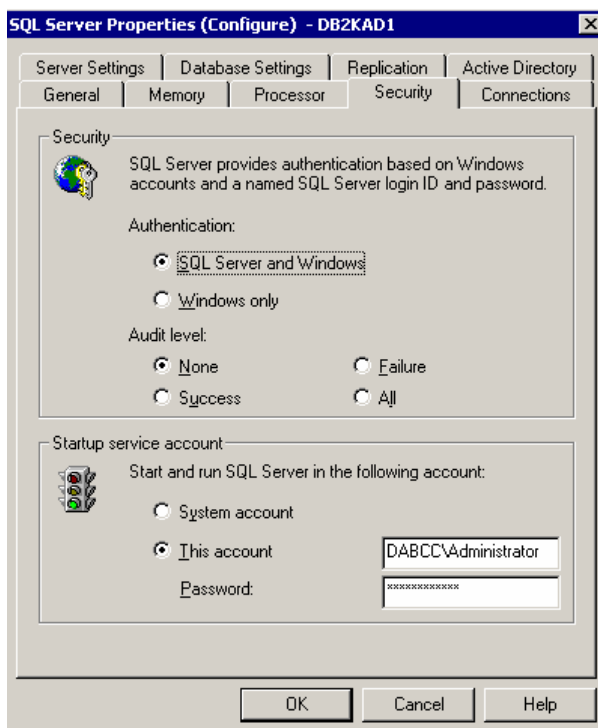 SQL Server Properties (Configure) - DB2KAD1
Server Settings
Database Settings
Replication
Active Directory
General
Memory
Processor
Security
Connections
Security
SQL Server provides authentication based on Windows
accounts and a named SQL Server login ID and password.
Authentication:
SQL Server and Windows
Windows only
Audit level:
None
Failure
Success
All
Startup service account
Start and run SQL Server in the following account:
System account
This account
DABCC\Administrator
Password:
xxxxxxxxxxxx
OK
Cancel
Help